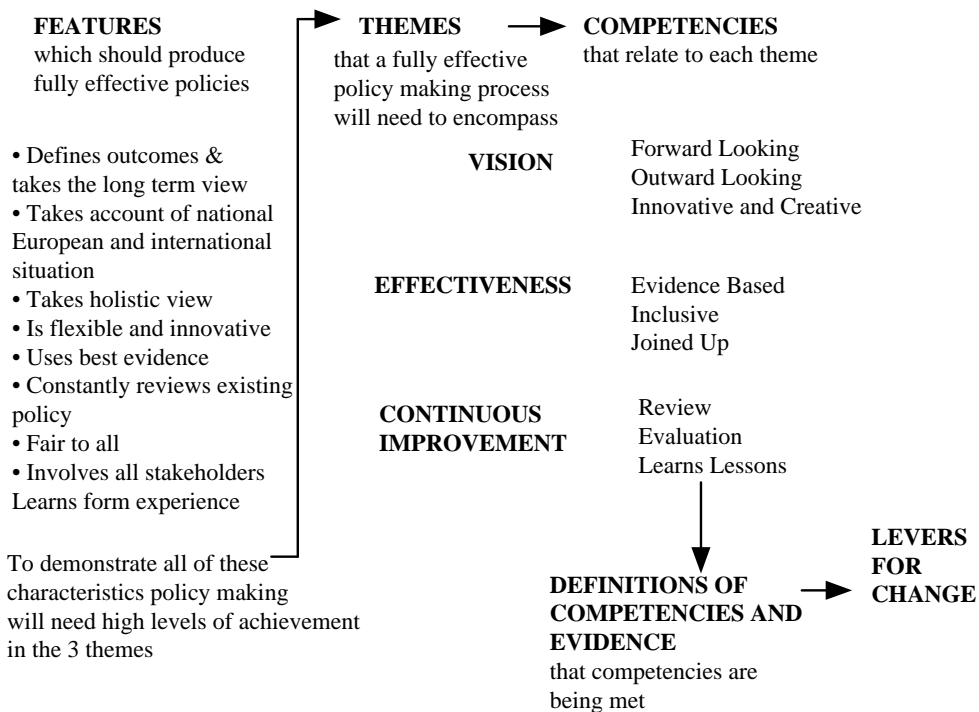 FEATURES
which should produce
fully effective policies
• Defines outcomes &
takes the long term view
• Takes account of national
European and international
situation
• Takes holistic view
• Is flexible and innovative
• Uses best evidence
• Constantly reviews existing
policy
• Fair to all
• Involves all stakeholders
Learns form experience
To demonstrate all of these
characteristics policy making
will need high levels of achievement
in the 3 themes
THEMES
that a fully effective
policy making process
will need to encompass
COMPETENCIES
that relate to each theme
VISION
Forward Looking
Outward Looking
Innovative and Creative
EFFECTIVENESS
Evidence Based
Inclusive
Joined Up
CONTINUOUS
IMPROVEMENT
Review
Evaluation
Learns Lessons
DEFINITIONS OF
COMPETENCIES AND
EVIDENCE
that competencies are
being met
LEVERS
FOR
CHANGE